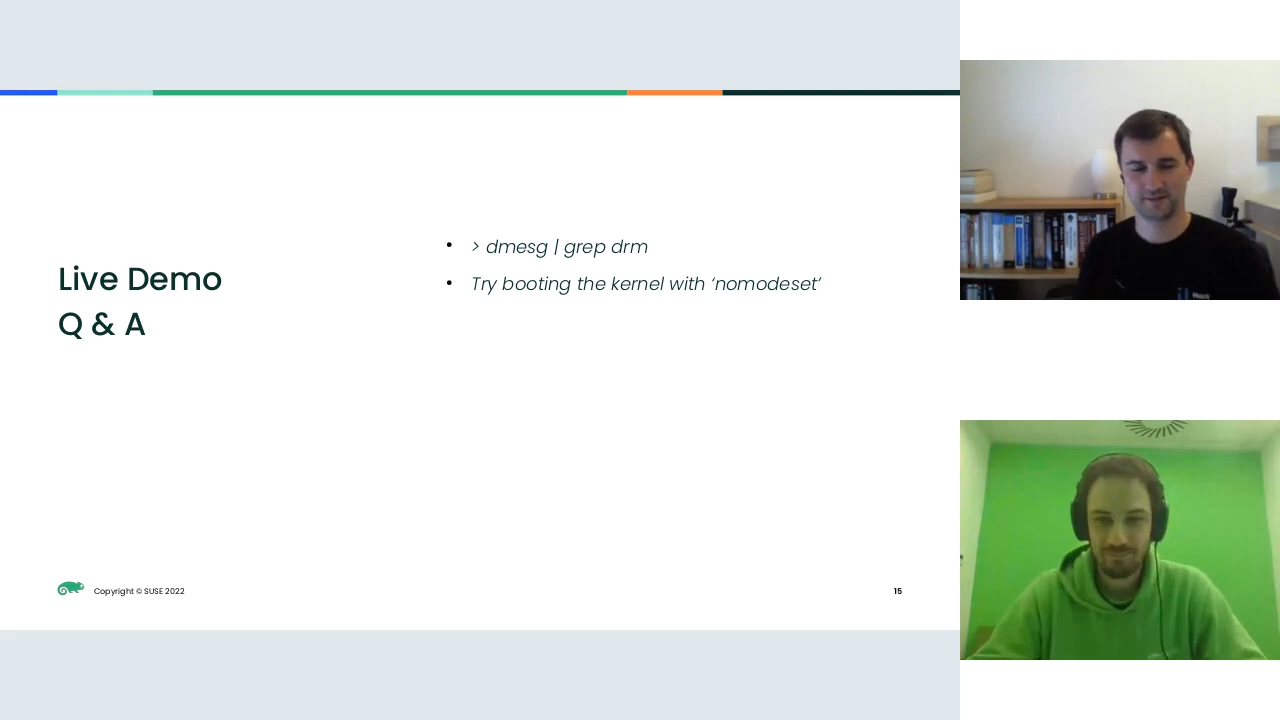 Live Demo
Q & A
• > dmesg | grep drm
• Try booting the kernel with ‘nomodeset’
Copyright © SUSE 2022
15